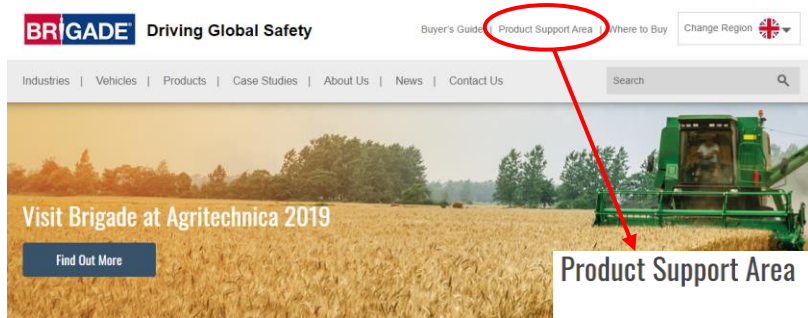 BRIGADE Driving Global Safety
Buyer's Guide | Product Support Area | Where to Buy
Change Region
Industries | Vehicles | Products | Case Studies | About Us | News | Contact Us
Search
Visit Brigade at Agritechnica 2019
Find Out More
Product Support Area